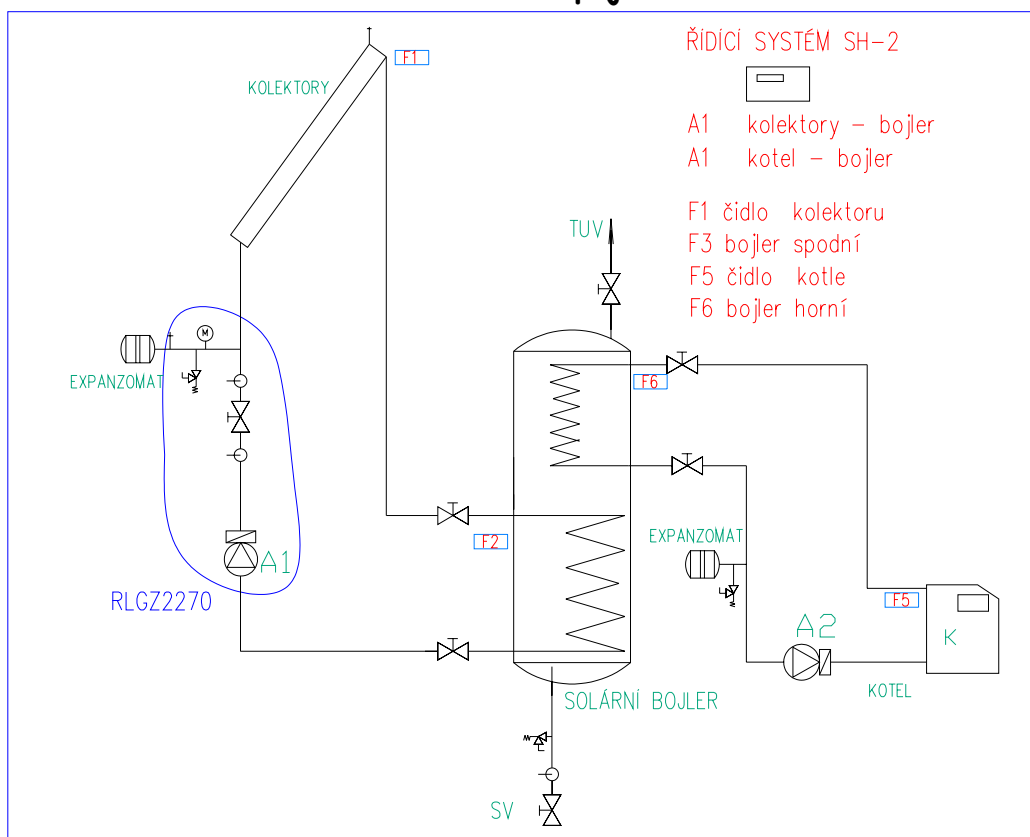 ŘÍDICÍ SYSTÉM SH-2
A1 kolektory - bojler
A1 kotel - bojler
F1 čidlo kolektoru
F3 bojler spodní
F5 čidlo kotle
F6 bojler horní
F1
KOLEKTORY
TUV
M
EXPANZOMAT
F6
F2
A1
RLGZ2270
EXPANZOMAT
F5
A2
K
KOTEL
SOLÁRNÍ BOJLER
SV